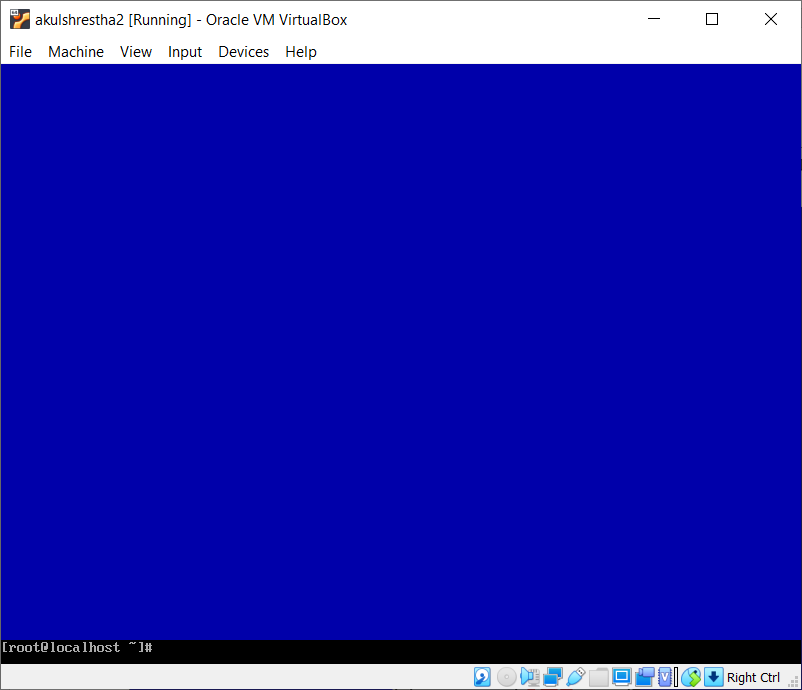 akulshrestha2 [Running] - Oracle VM VirtualBox
File Machine View Input Devices Help
[root@localhost ~]#
Right Ctrl